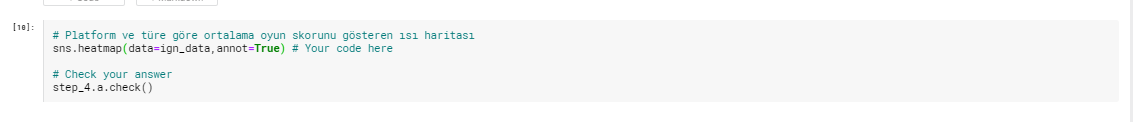 [10]:
# Platform ve türe göre ortalama oyun skorunu gösteren ısı haritası
sns.heatmap(data=ign_data,annot=True) # Your code here
# Check your answer
step_4.a.check()